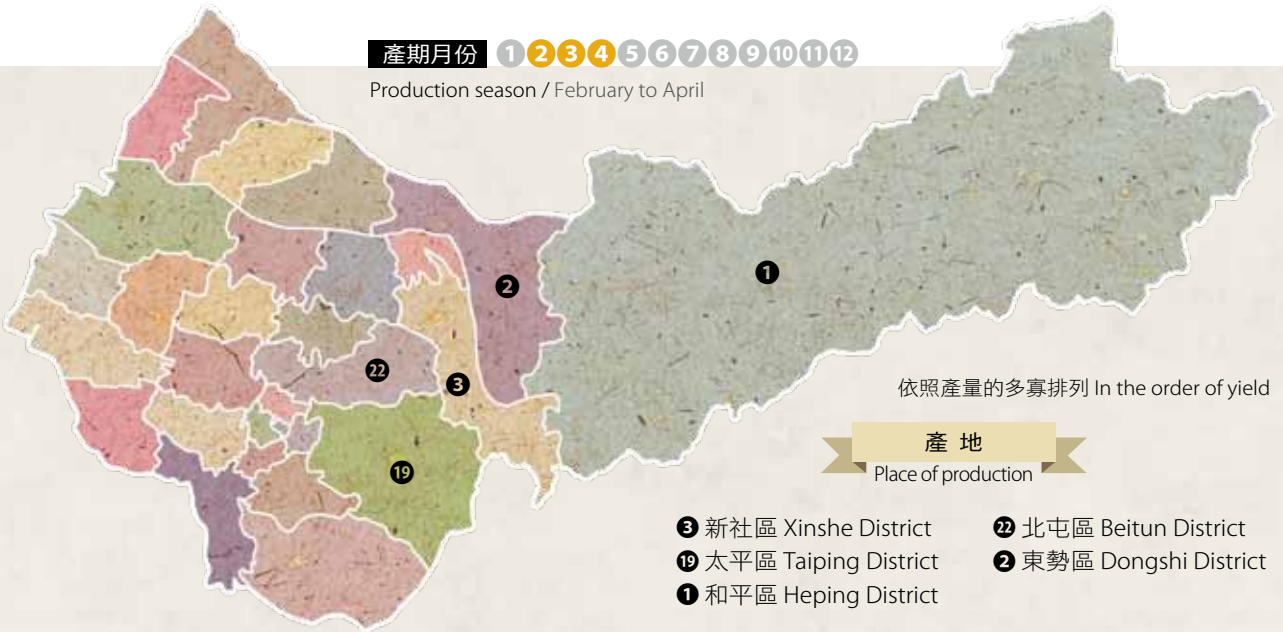 產期月份 1 2 3 4 5 6 7 8 9 10 11 12
Production season / February to April
1
2
22
3
19
依照產量的多寡排列 In the order of yield
產 地
Place of production
3 新社區 Xinshe District
19 太平區 Taiping District
1 和平區 Heping District
22 北屯區 Beitun District
2 東勢區 Dongshi District